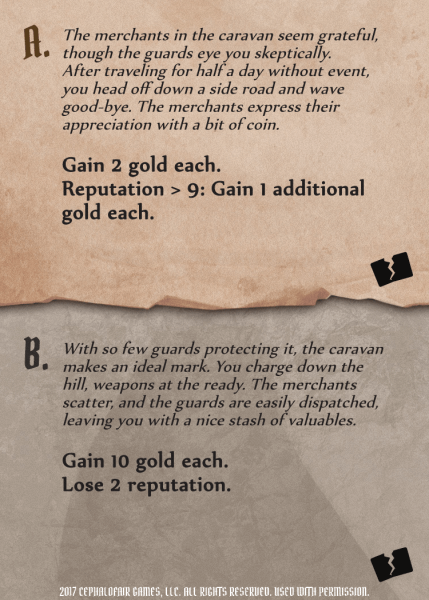 A. The merchants in the caravan seem grateful,
though the guards eye you skeptically.
After traveling for half a day without event,
you head off down a side road and wave
good-bye. The merchants express their
appreciation with a bit of coin.
Gain 2 gold each.
Reputation > 9: Gain 1 additional
gold each.
B. With so few guards protecting it, the caravan
makes an ideal mark. You charge down the
hill, weapons at the ready. The merchants
scatter, and the guards are easily dispatched,
leaving you with a nice stash of valuables.
Gain 10 gold each.
Lose 2 reputation.
2017 CEPHALOFAIR GAMES, LLC. ALL RIGHTS RESERVED. USED WITH PERMISSION.